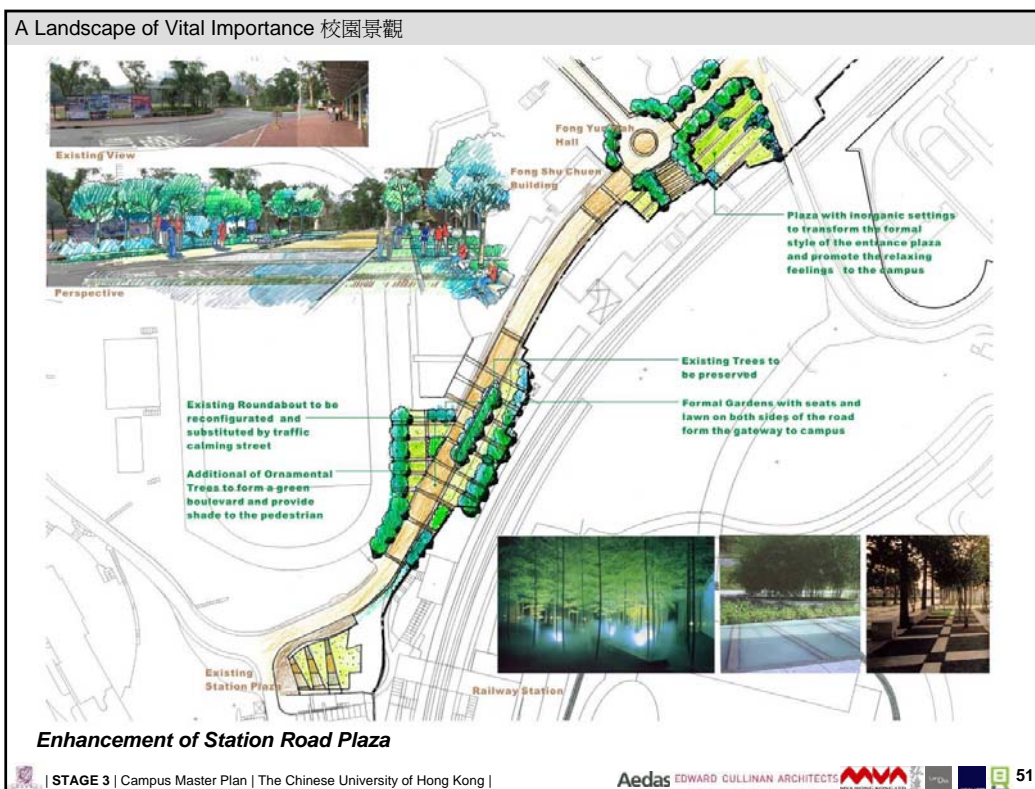 A Landscape of Vital Importance 校園景觀
Existing View
Perspective
Fong Yun Wah
Hall
Fong Shu Chuen
Building
Plaza with inorganic settings
to transform the formal
style of the entrance plaza
and promote the relaxing
feelings to the campus
Existing Trees to
be preserved
Formal Gardens with seats and
lawn on both sides of the road
form the gateway to campus
Existing Roundabout to be
reconfigurated and
substituted by traffic
calming street
Additional of Ornamental
Trees to form a green
boulevard and provide
shade to the pedestrian
Existing
Station Plaza
Railway Station
Enhancement of Station Road Plaza
| STAGE 3 | Campus Master Plan | The Chinese University of Hong Kong |
Aedas EDWARD CULLINAN ARCHITECTS MVA
51